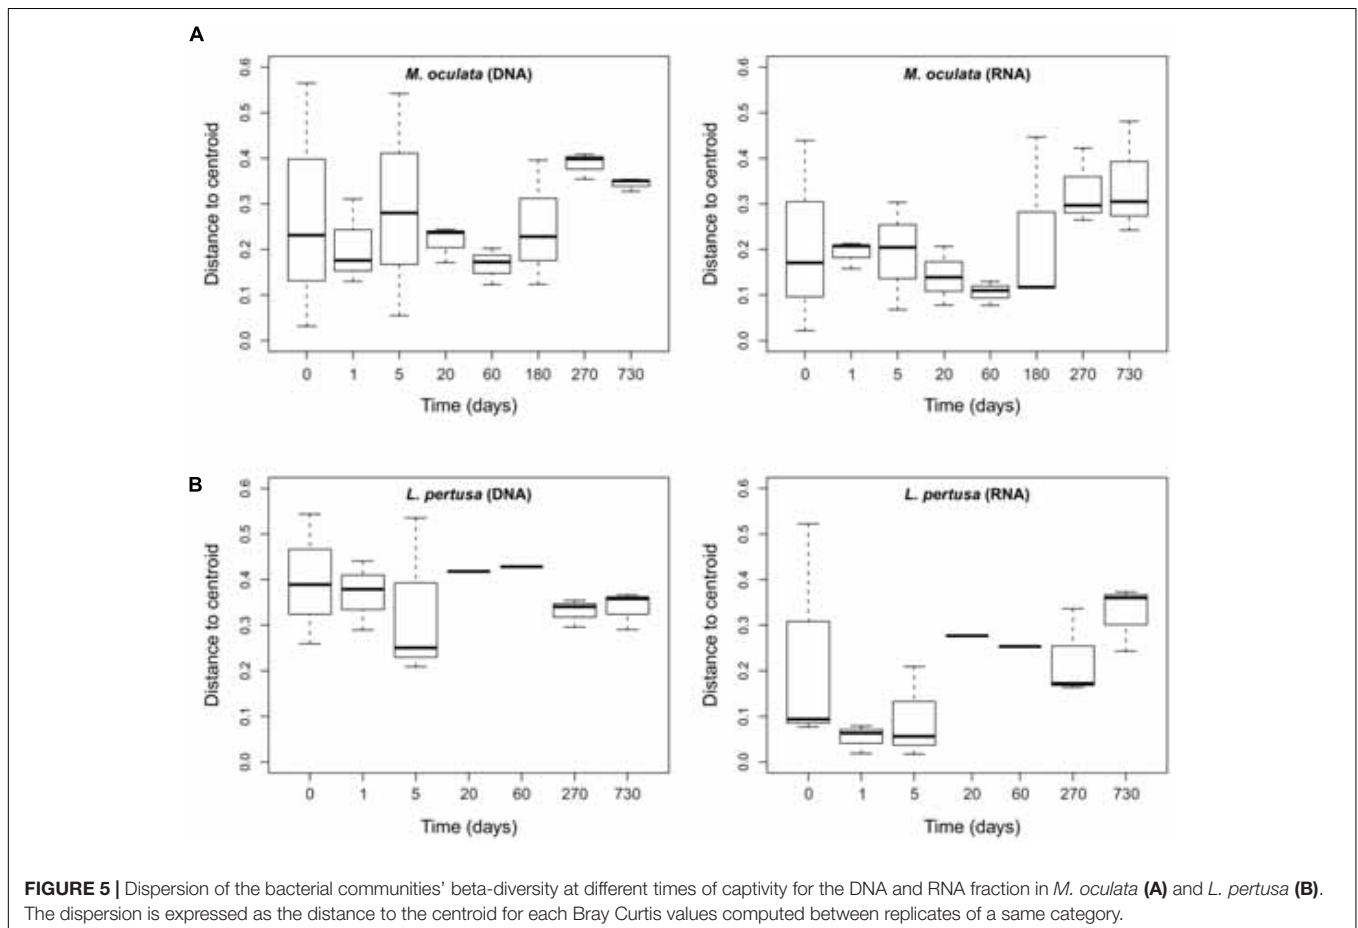 A
M. oculata (DNA)
Distance to centroid
0.0 0.1 0.2 0.3 0.4 0.5 0.6
0 1 5 20 60 180 270 730
Time (days)
M. oculata (RNA)
Distance to centroid
0.0 0.1 0.2 0.3 0.4 0.5 0.6
0 1 5 20 60 180 270 730
Time (days)
B
L. pertusa (DNA)
Distance to centroid
0.0 0.1 0.2 0.3 0.4 0.5 0.6
0 1 5 20 60 270 730
Time (days)
L. pertusa (RNA)
Distance to centroid
0.0 0.1 0.2 0.3 0.4 0.5 0.6
0 1 5 20 60 270 730
Time (days)
FIGURE 5 | Dispersion of the bacterial communities' beta-diversity at different times of captivity for the DNA and RNA fraction in M. oculata (A) and L. pertusa (B).
The dispersion is expressed as the distance to the centroid for each Bray Curtis values computed between replicates of a same category.